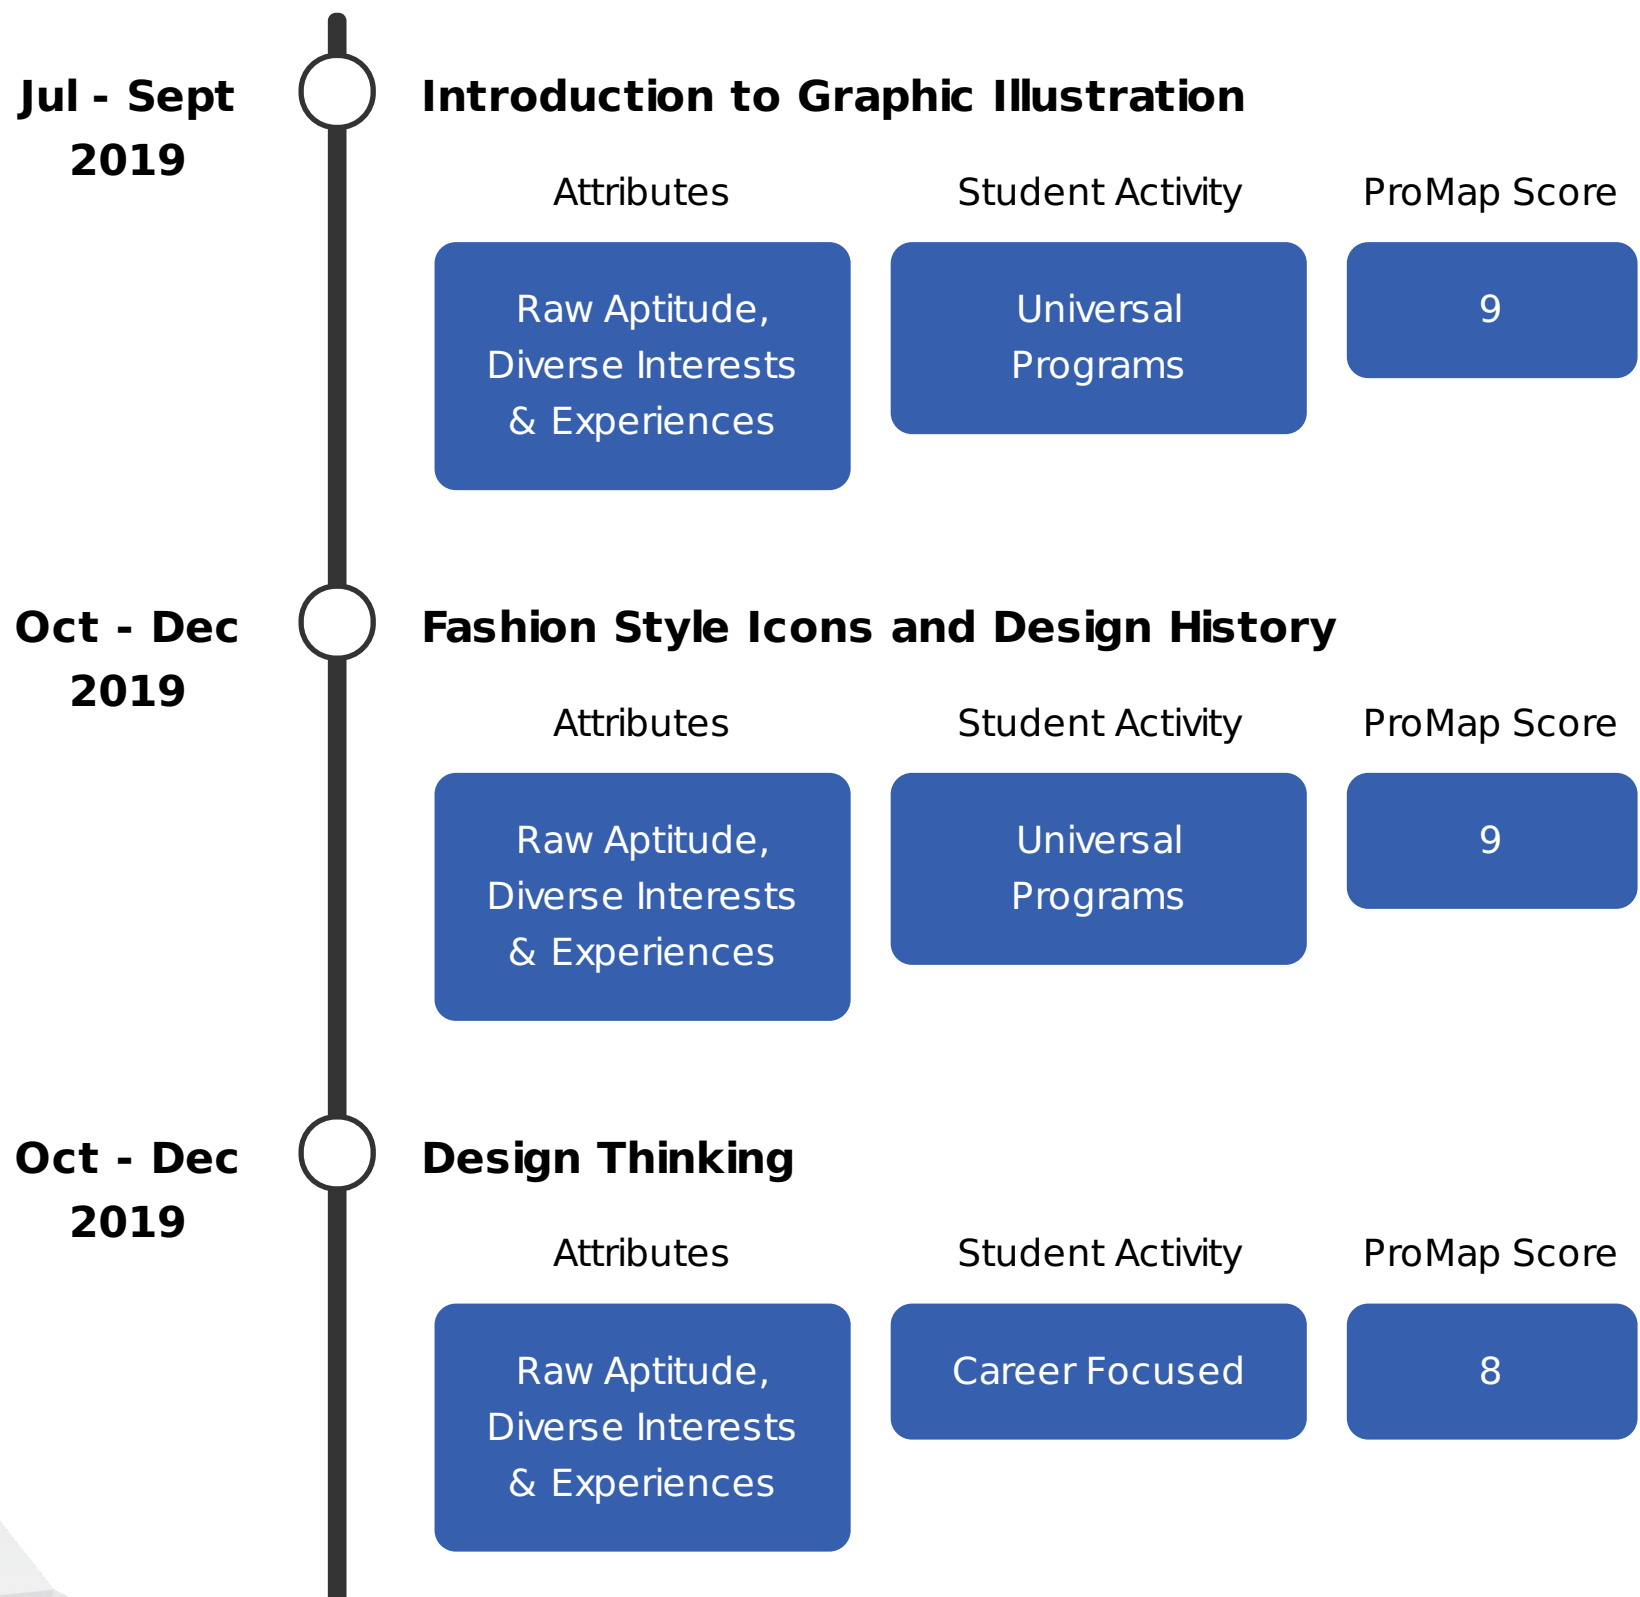 Jul - Sept
2019
Introduction to Graphic Illustration
Attributes
Student Activity
ProMap Score
Raw Aptitude,
Diverse Interests
& Experiences
Universal
Programs
9
Oct - Dec
2019
Fashion Style Icons and Design History
Attributes
Student Activity
ProMap Score
Raw Aptitude,
Diverse Interests
& Experiences
Universal
Programs
9
Oct - Dec
2019
Design Thinking
Attributes
Student Activity
ProMap Score
Raw Aptitude,
Diverse Interests
& Experiences
Career Focused
8